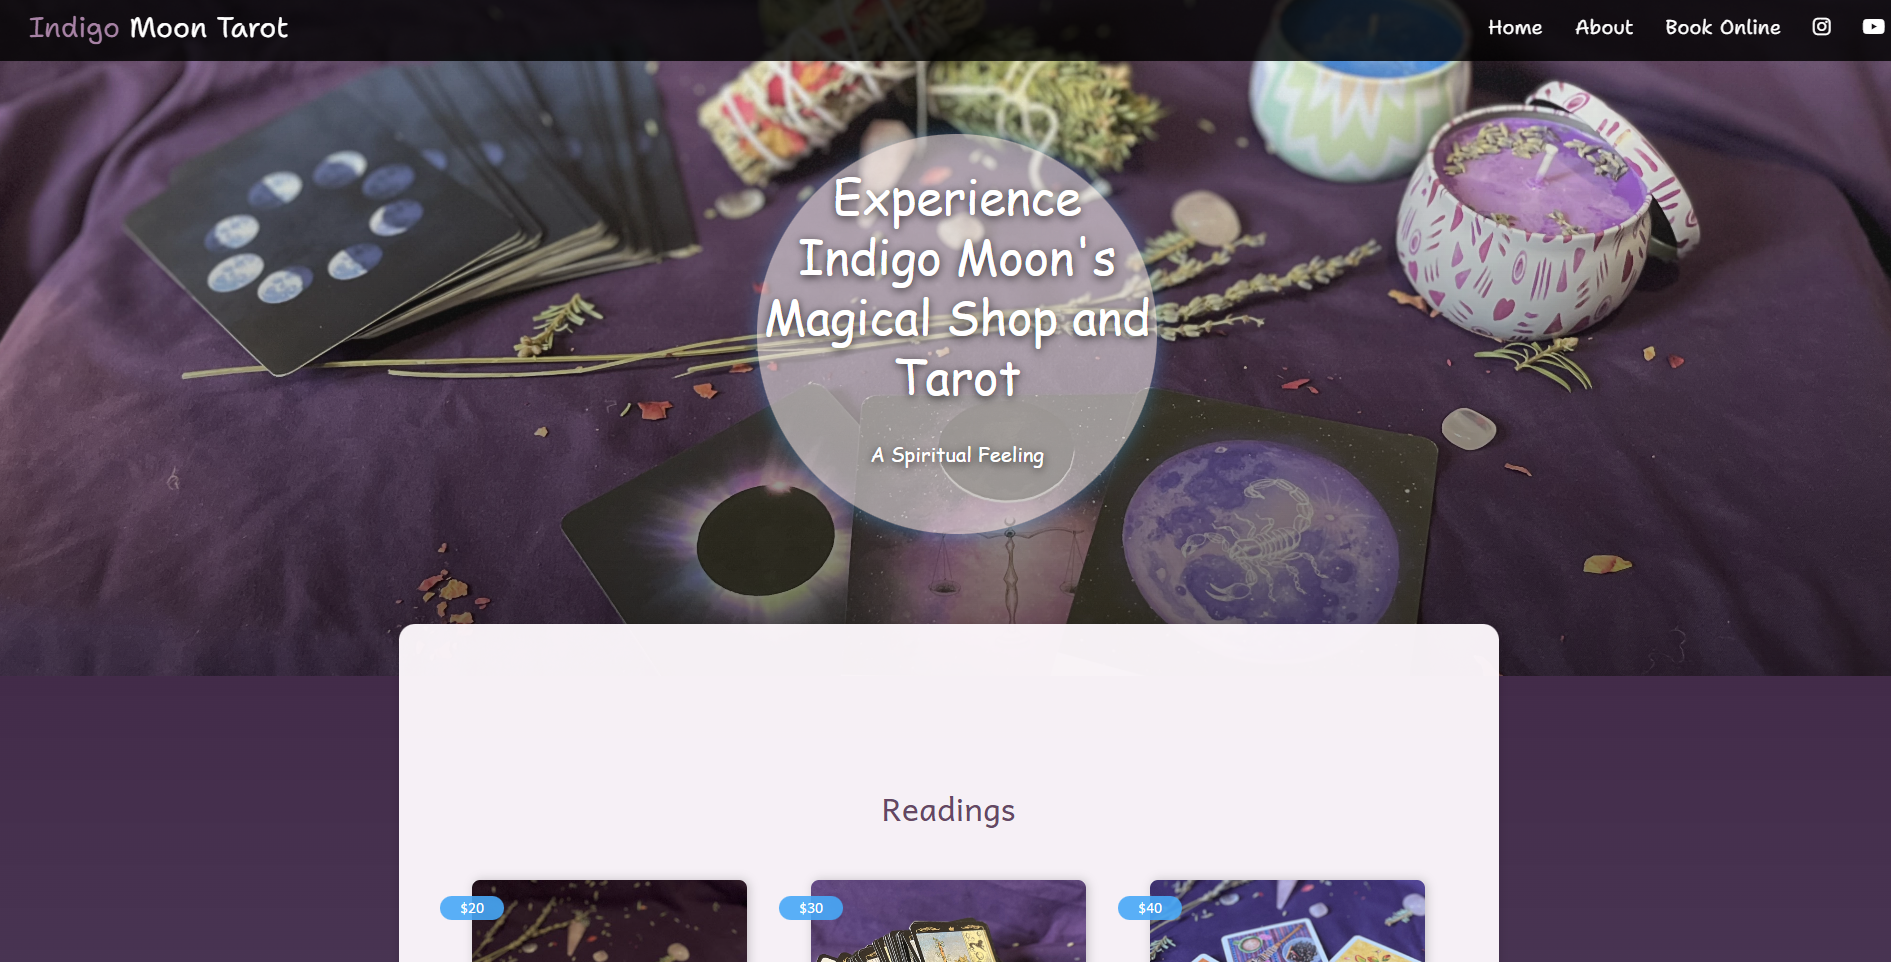 Indigo Moon Tarot
Home About Book Online
Experience
Indigo Moon's
Magical Shop and
Tarot
A Spiritual Feeling
Readings
$20 $30 $40